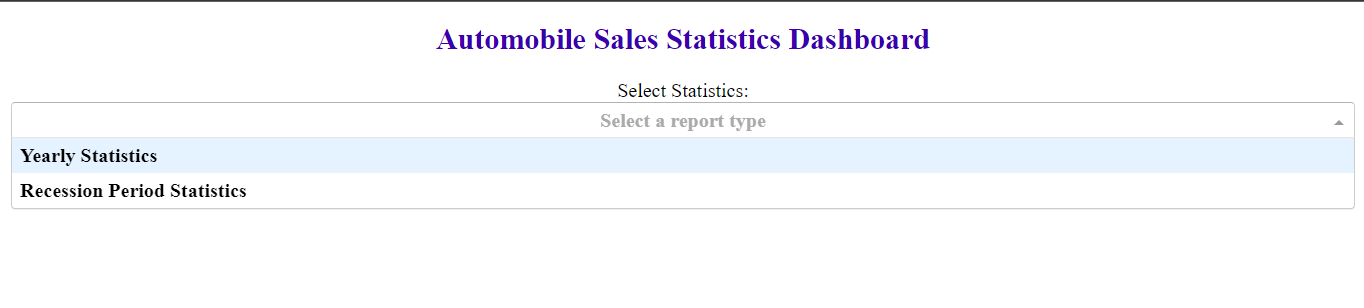 Automobile Sales Statistics Dashboard
Select Statistics:
Select a report type
Yearly Statistics
Recession Period Statistics